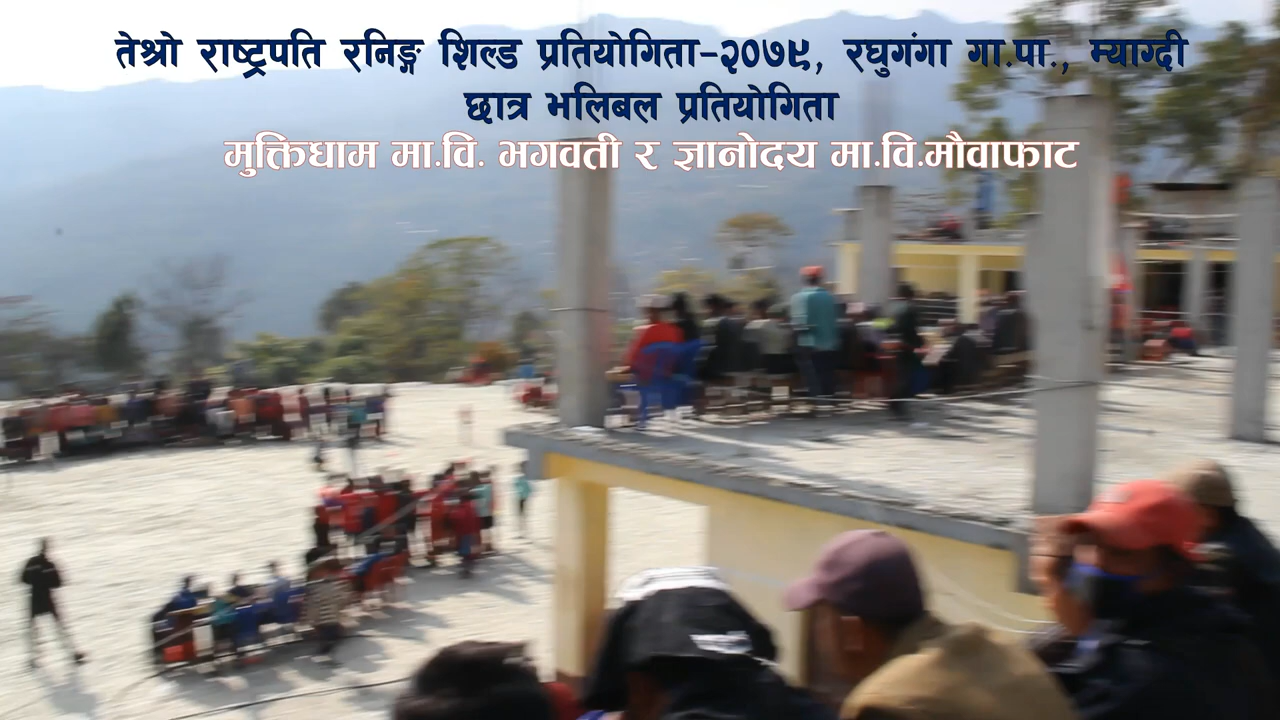 तेश्रो राष्ट्रपति रनिङ्ग शिल्ड प्रतियोगिता-२०७९, रघुगंगा गा.पा., म्याग्दी
छात्र भलिबल प्रतियोगिता
मुक्तिधाम मा.वि. भगवती र ज्ञानोदय मा.वि.मौवाफाट